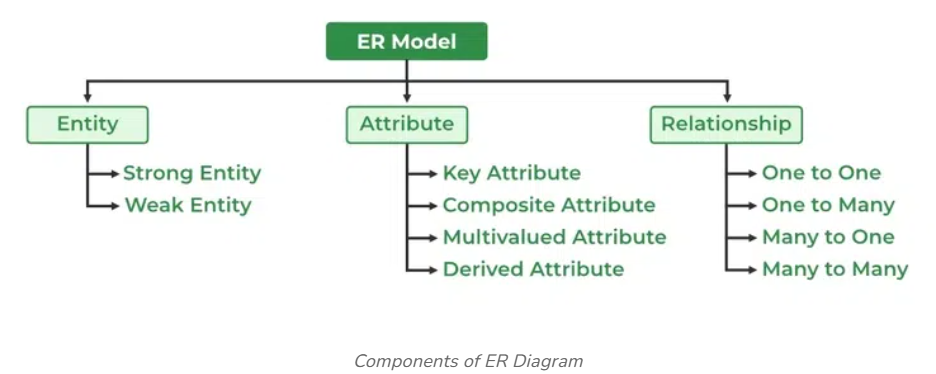 ER Model
Entity
Attribute
Relationship
Strong Entity
Weak Entity
Key Attribute
Composite Attribute
Multivalued Attribute
Derived Attribute
One to One
One to Many
Many to One
Many to Many
Components of ER Diagram